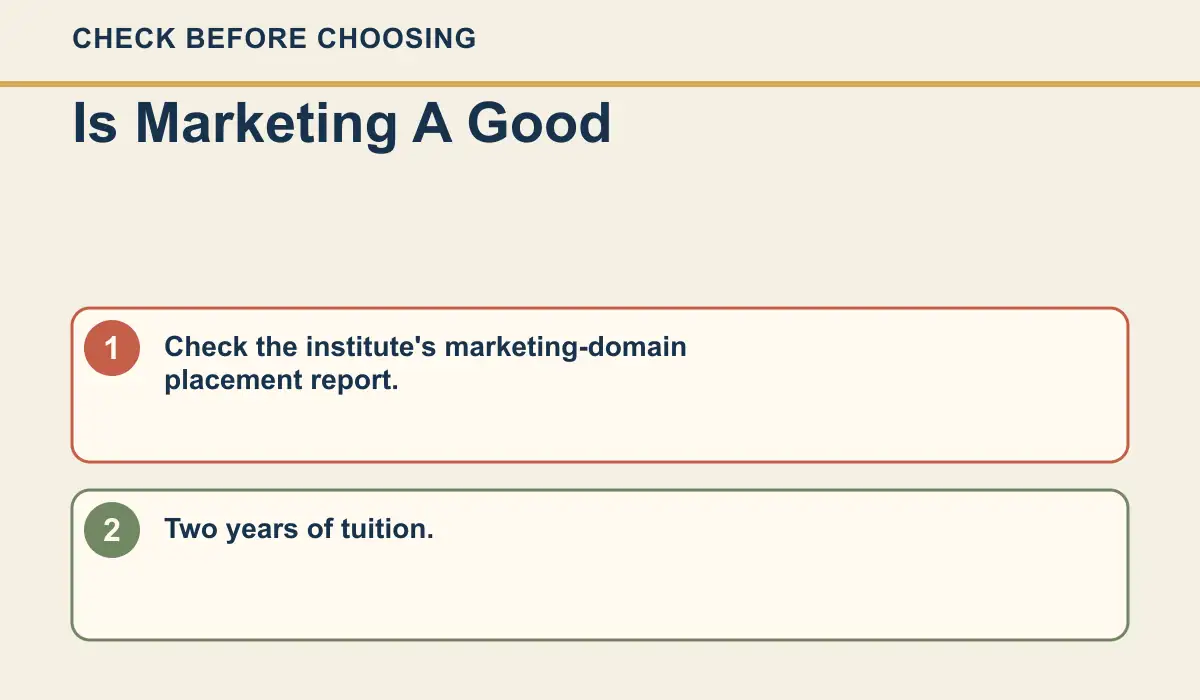 CHECK BEFORE CHOOSING
Is Marketing A Good
1
Check the institute's marketing-domain
placement report.
2
Two years of tuition.